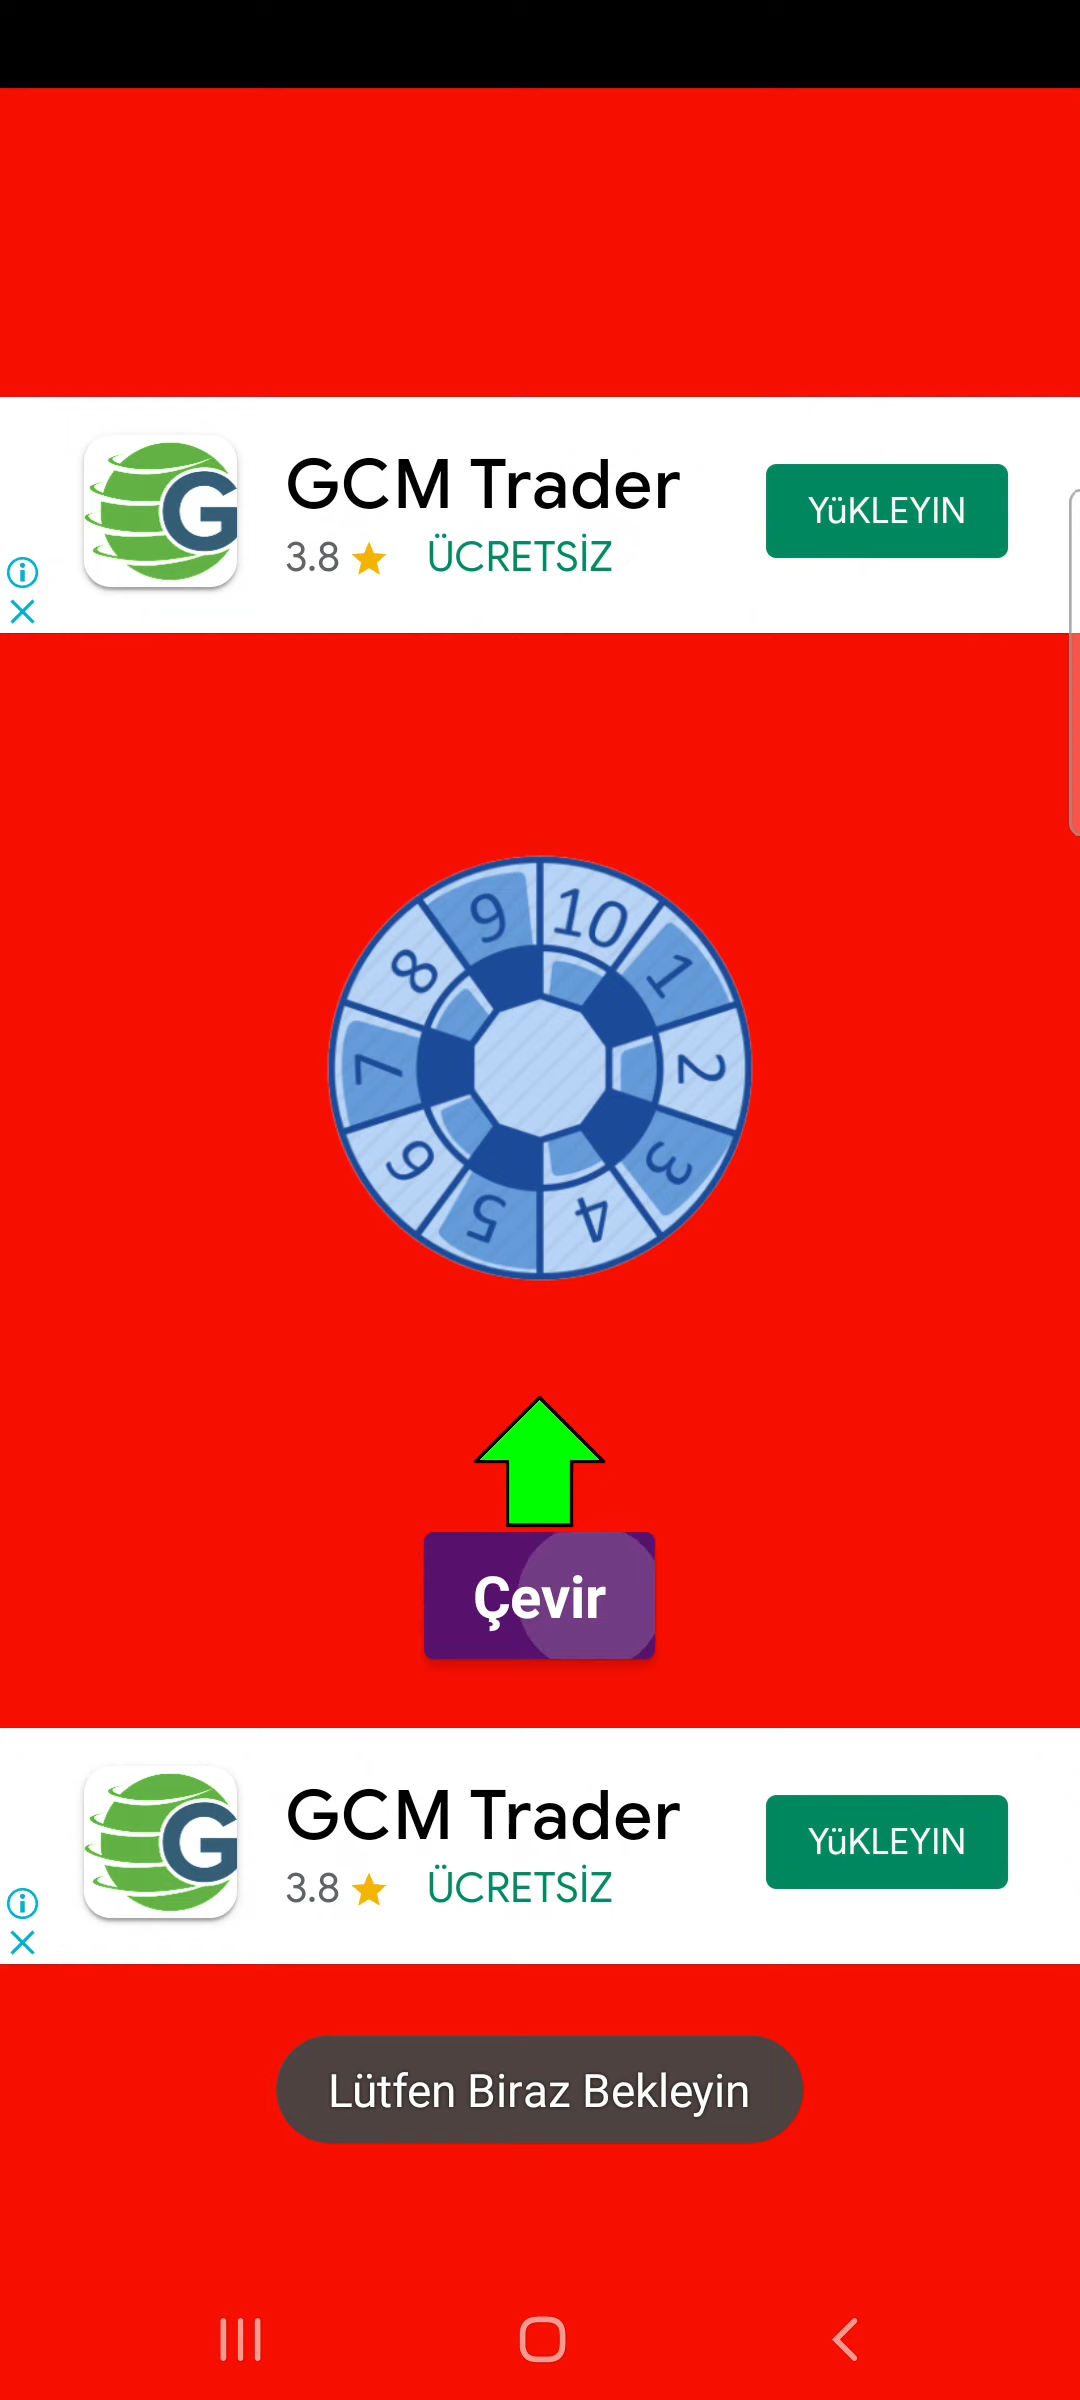 GCM Trader
3.8 ÜCRETSİZ
YüKLEYIN
9 10
8 1
7 2
6 3
5 4
Çevir
GCM Trader
3.8 ÜCRETSİZ
YüKLEYIN
Lütfen Biraz Bekleyin